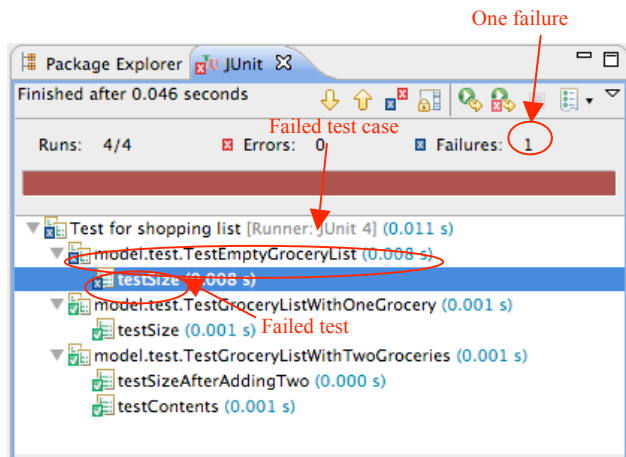 One failure
Package Explorer JUnit
Finished after 0.046 seconds
Failed test case
Runs: 4/4 Errors: 0 Failures: 1
Test for shopping list [Runner: JUnit 4] (0.011 s)
model.test.TestEmptyGroceryList (0.008 s)
testSize (0.008 s)
model.test.TestGroceryListWithOneGrocery (0.001 s)
testSize (0.001 s)
Failed test
model.test.TestGroceryListWithTwoGroceries (0.001 s)
testSizeAfterAddingTwo (0.000 s)
testContents (0.001 s)